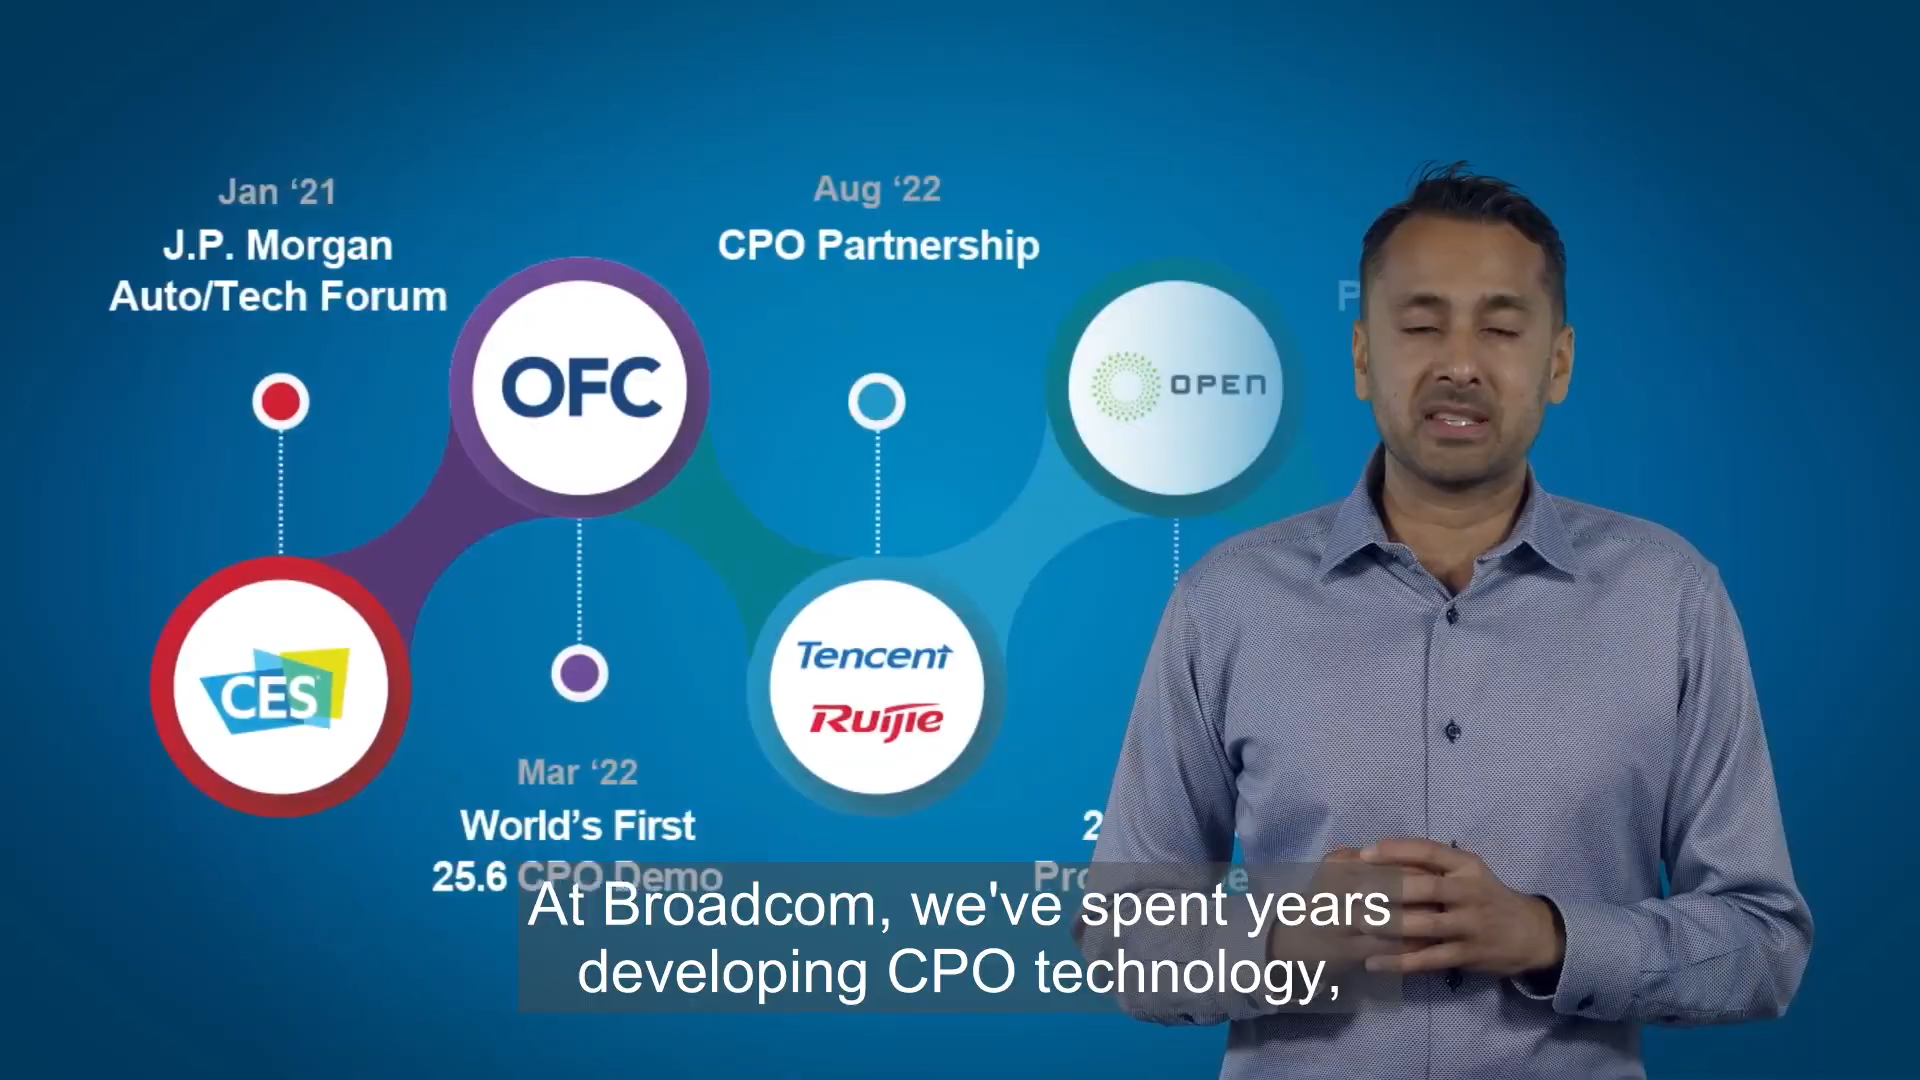 Jan ‘21
J.P. Morgan
Auto/Tech Forum
CES
OFC
Mar ‘22
World’s First
25.6 CPO Demo
Aug ‘22
CPO Partnership
Tencent
Ruijie
OPEN
At Broadcom, we've spent years
developing CPO technology,